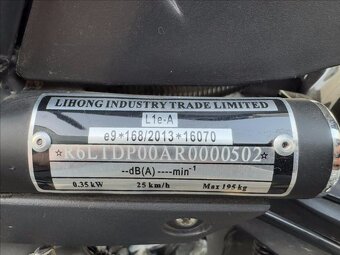 LIHONG INDUSTRY TRADE LIMITED
L1e-A
e9*168/2013*16070
☆R6LTDP00AR0000502☆
--dB(A) ----min⁻¹
0.35 kW 25 km/h Max 195 kg